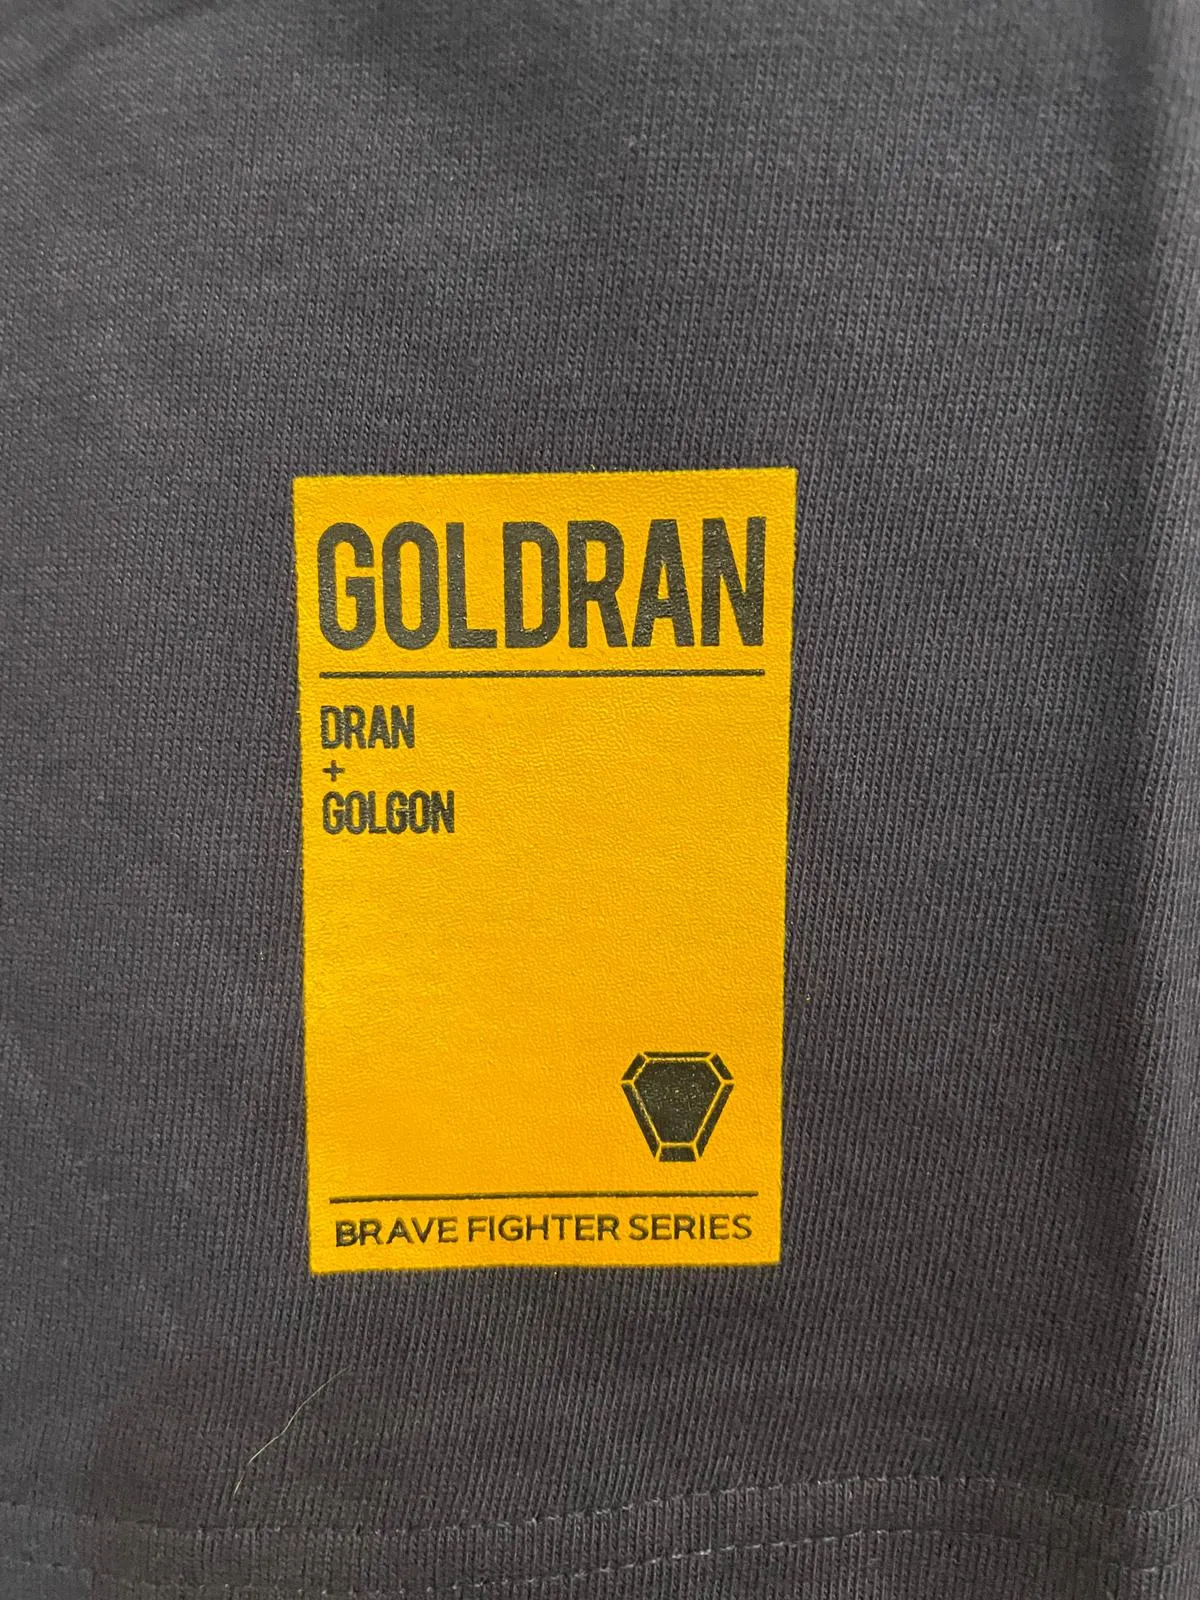 GOLDRAN
DRAN
+
GOLGON
BRAVE FIGHTER SERIES